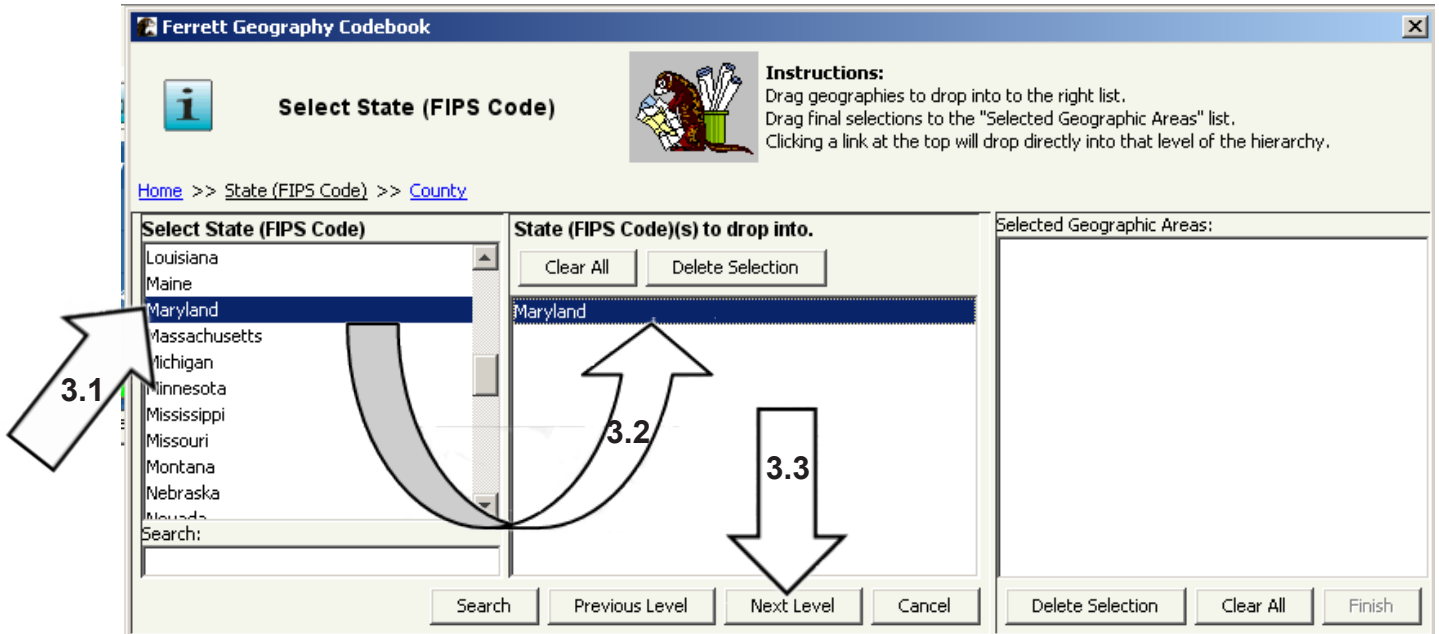 Ferrett Geography Codebook
Select State (FIPS Code)
Instructions:
Drag geographies to drop into to the right list.
Drag final selections to the "Selected Geographic Areas" list.
Clicking a link at the top will drop directly into that level of the hierarchy.
Home >> State (FIPS Code) >> County
Select State (FIPS Code)
Louisiana
Maine
Maryland
Massachusetts
Michigan
Minnesota
Mississippi
Missouri
Montana
Nebraska
Nevada
Search:
State (FIPS Code)(s) to drop into.
Clear All
Delete Selection
Maryland
Selected Geographic Areas:
3.1
3.2
3.3
Search
Previous Level
Next Level
Cancel
Delete Selection
Clear All
Finish